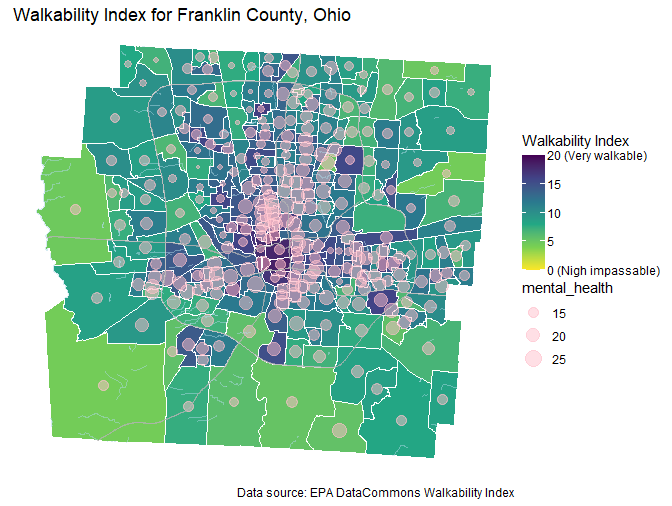 Walkability Index for Franklin County, Ohio
Walkability Index
20 (Very walkable)
15
10
5
0 (Nigh impassable)
mental_health
15
20
25
Data source: EPA DataCommons Walkability Index